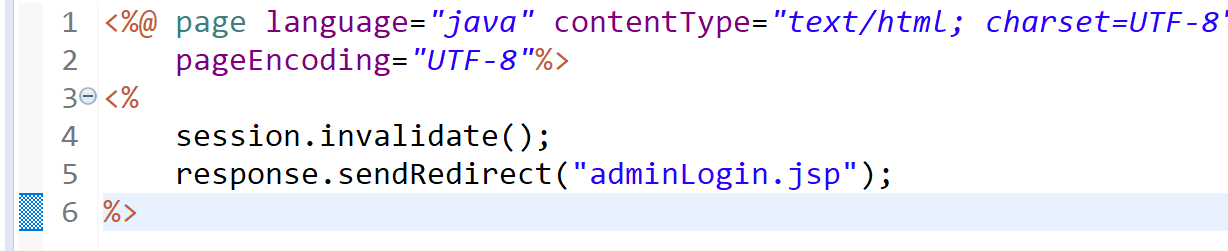 1 <%@ page language="java" contentType="text/html; charset=UTF-8"
2 pageEncoding="UTF-8"%>
3 <%
4 session.invalidate();
5 response.sendRedirect("adminLogin.jsp");
6 %>